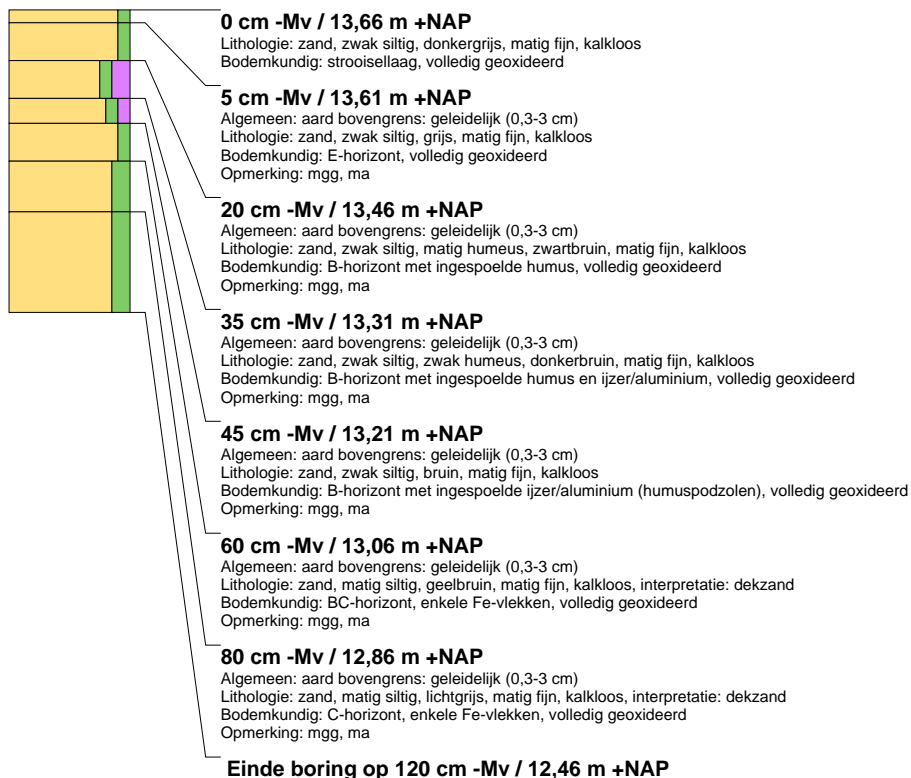 0 cm -Mv / 13,66 m +NAP
Lithologie: zand, zwak siltig, donkergrijs, matig fijn, kalkloos
Bodemkundig: strooisellaag, volledig geoxideerd
5 cm -Mv / 13,61 m +NAP
Algemeen: aard bovengrens: geleidelijk (0,3-3 cm)
Lithologie: zand, zwak siltig, grijs, matig fijn, kalkloos
Bodemkundig: E-horizont, volledig geoxideerd
Opmerking: mgg, ma
20 cm -Mv / 13,46 m +NAP
Algemeen: aard bovengrens: geleidelijk (0,3-3 cm)
Lithologie: zand, zwak siltig, matig humeus, zwartbruin, matig fijn, kalkloos
Bodemkundig: B-horizont met ingespoelde humus, volledig geoxideerd
Opmerking: mgg, ma
35 cm -Mv / 13,31 m +NAP
Algemeen: aard bovengrens: geleidelijk (0,3-3 cm)
Lithologie: zand, zwak siltig, zwak humeus, donkerbruin, matig fijn, kalkloos
Bodemkundig: B-horizont met ingespoelde humus en ijzer/aluminium, volledig geoxideerd
Opmerking: mgg, ma
45 cm -Mv / 13,21 m +NAP
Algemeen: aard bovengrens: geleidelijk (0,3-3 cm)
Lithologie: zand, zwak siltig, bruin, matig fijn, kalkloos
Bodemkundig: B-horizont met ingespoelde ijzer/aluminium (humuspodzolen), volledig geoxideerd
Opmerking: mgg, ma
60 cm -Mv / 13,06 m +NAP
Algemeen: aard bovengrens: geleidelijk (0,3-3 cm)
Lithologie: zand, matig siltig, geelbruin, matig fijn, kalkloos, interpretatie: dekzand
Bodemkundig: BC-horizont, enkele Fe-vlekken, volledig geoxideerd
Opmerking: mgg, ma
80 cm -Mv / 12,86 m +NAP
Algemeen: aard bovengrens: geleidelijk (0,3-3 cm)
Lithologie: zand, matig siltig, lichtgrijs, matig fijn, kalkloos, interpretatie: dekzand
Bodemkundig: C-horizont, enkele Fe-vlekken, volledig geoxideerd
Opmerking: mgg, ma
Einde boring op 120 cm -Mv / 12,46 m +NAP